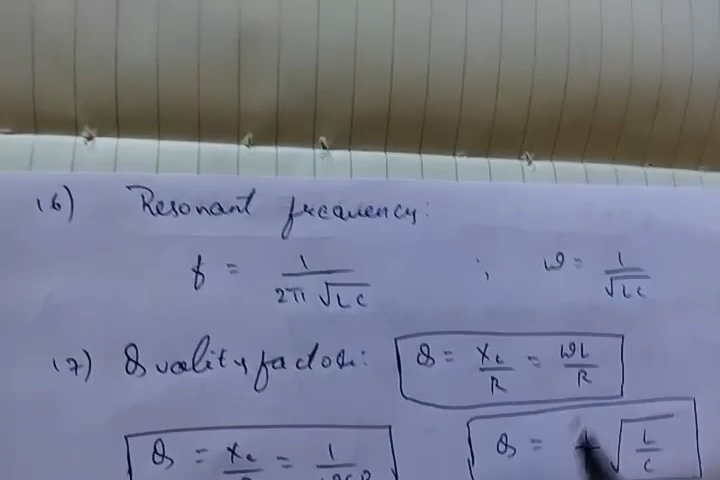 16) Resonant frequency:
f = 1/2π√LC ; ω = 1/√LC
17) Quality factor: Q = X_L/R = ωL/R
Q = X_c/R = 1/ Q = √L/C